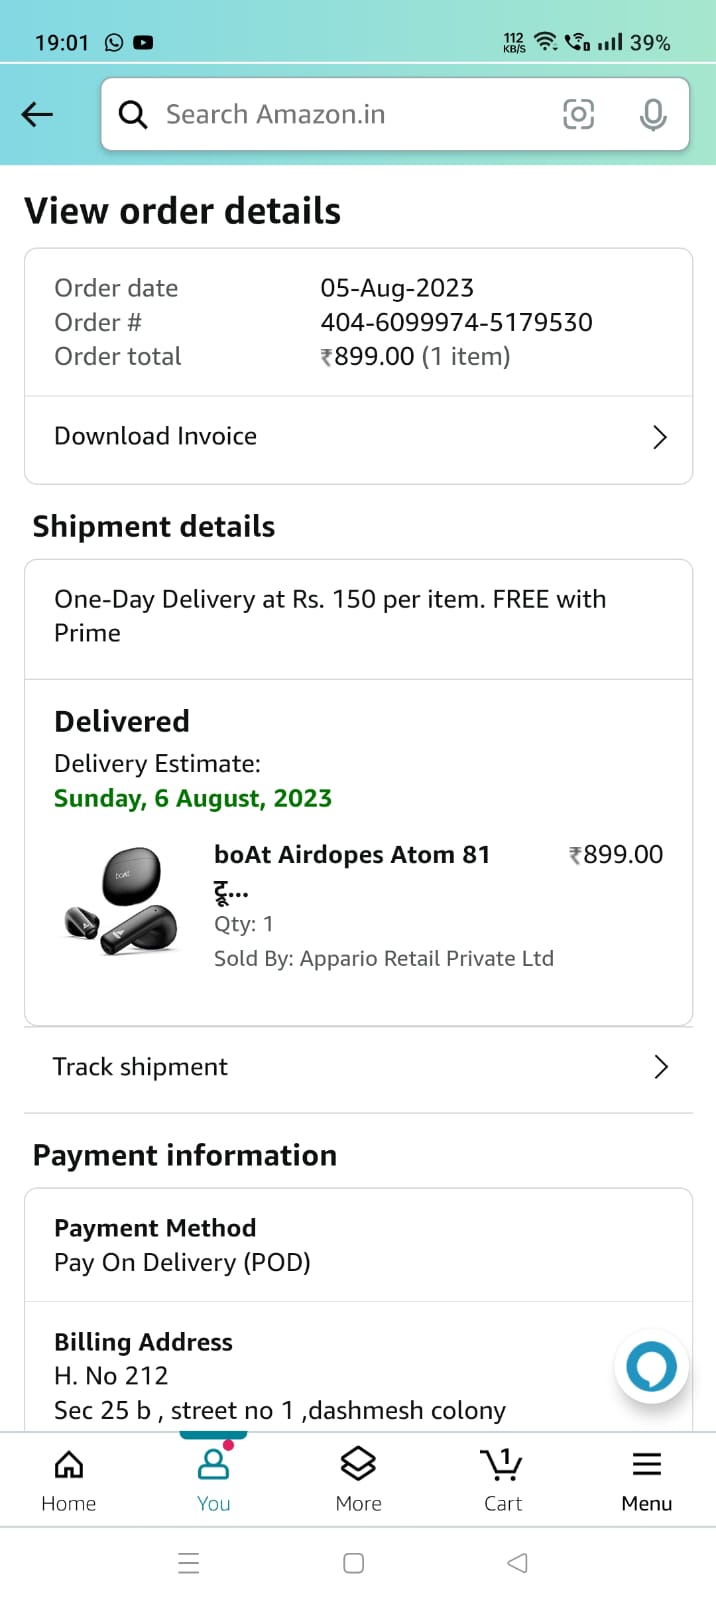 19:01
112
KB/S
39%
Search Amazon.in
View order details
Order date 05-Aug-2023
Order # 404-6099974-5179530
Order total ₹899.00 (1 item)
Download Invoice
Shipment details
One-Day Delivery at Rs. 150 per item. FREE with
Prime
Delivered
Delivery Estimate:
Sunday, 6 August, 2023
boAt
boAt Airdopes Atom 81 ₹899.00
ट्रू...
Qty: 1
Sold By: Appario Retail Private Ltd
Track shipment
Payment information
Payment Method
Pay On Delivery (POD)
Billing Address
H. No 212
Sec 25 b , street no 1 ,dashmesh colony
1
Home You More Cart Menu